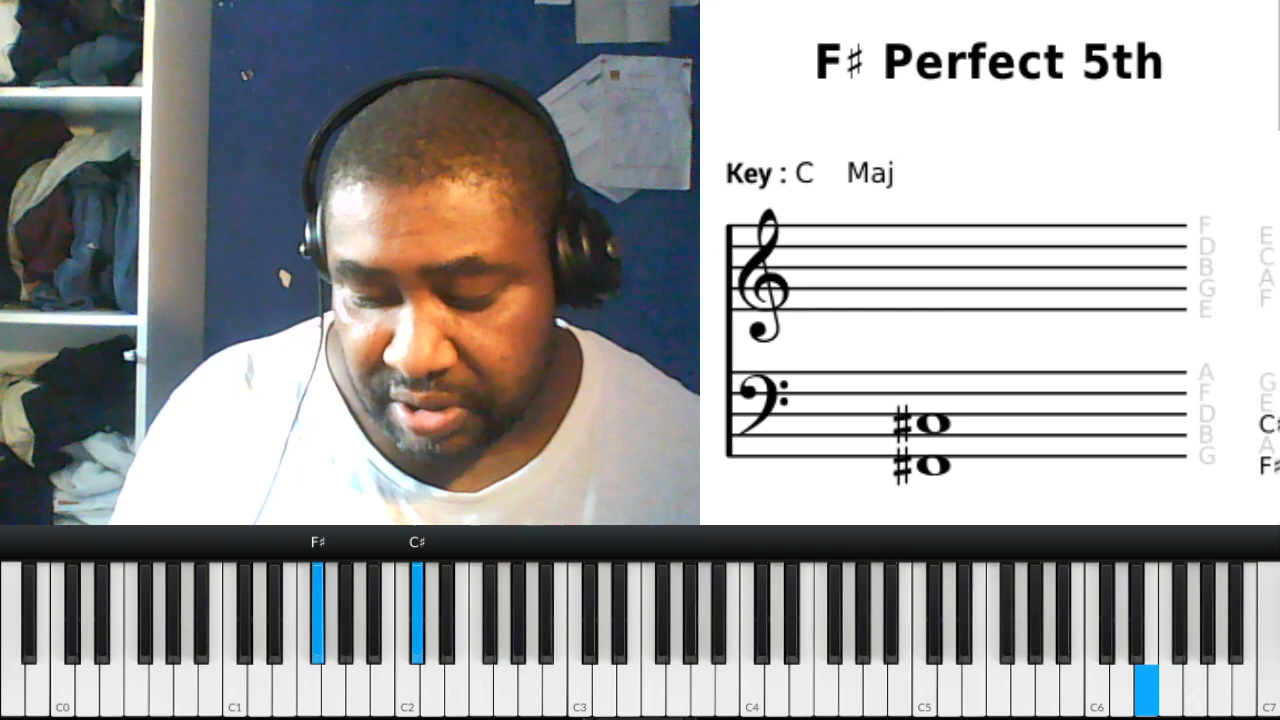 F♯ Perfect 5th
Key : C Maj
F
D
B
G
E
E
C
A
F
A
F
D
B
G
G
E
C♯
A
F♯
F♯ C♯
C0 C1 C2 C3 C4 C5 C6 C7